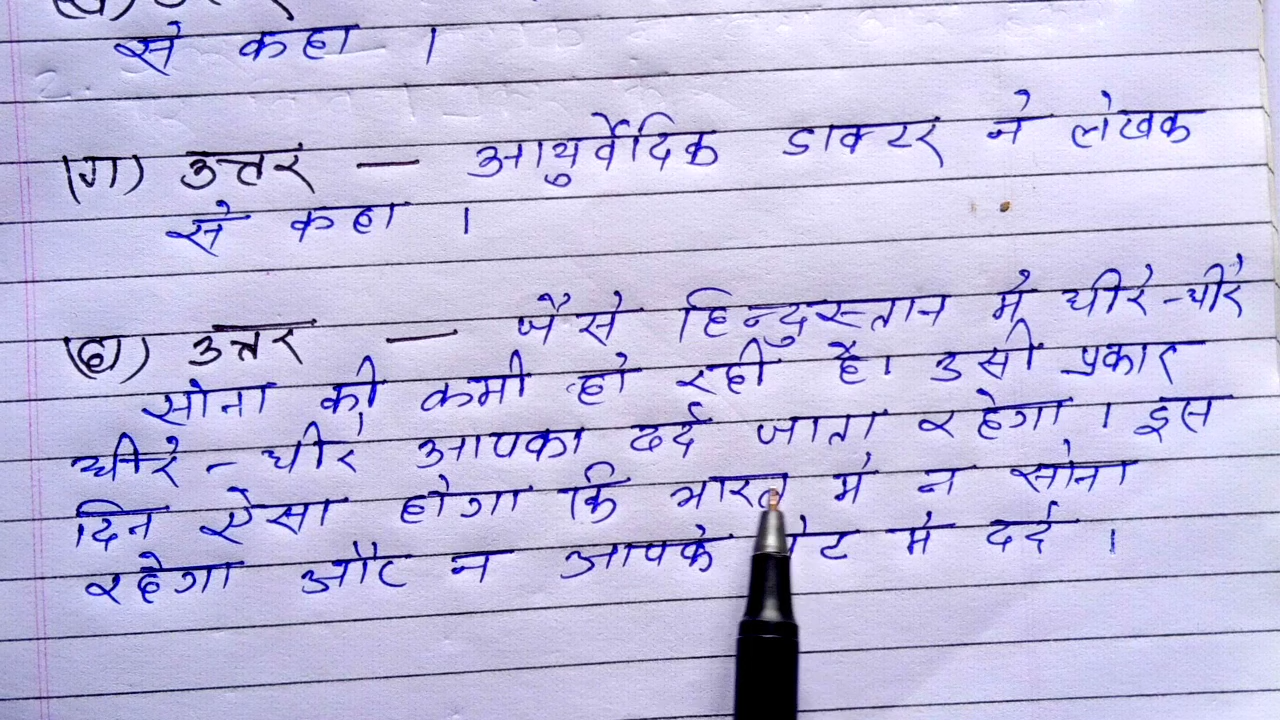 से कहा ।
(ग) उत्तर — आयुर्वेदिक डाक्टर ने लेखक
से कहा ।
(घ) उत्तर — जैसे हिन्दुस्तान में धीरे-धीरे
सोना की कमी हो रही है। उसी प्रकार
धीरे - धीरे आपका दर्द जाता रहेगा । इस
दिन ऐसा होगा कि भारत में न सोना
रहेगा और न आपके पेट में दर्द ।